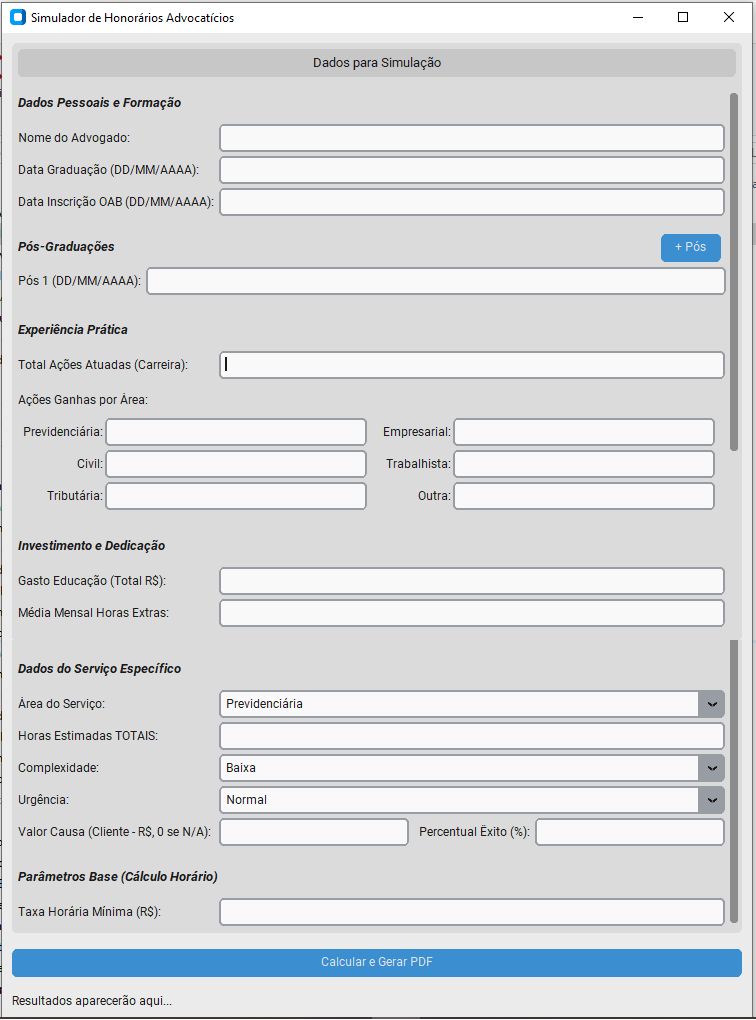 Simulador de Honorários Advocatícios
Dados para Simulação
Dados Pessoais e Formação
Nome do Advogado:
Data Graduação (DD/MM/AAAA):
Data Inscrição OAB (DD/MM/AAAA):
Pós-Graduações
+ Pós
Pós 1 (DD/MM/AAAA):
Experiência Prática
Total Ações Atuadas (Carreira):
Ações Ganhas por Área:
Previdenciária:
Empresarial:
Civil:
Trabalhista:
Tributária:
Outra:
Investimento e Dedicação
Gasto Educação (Total R$):
Média Mensal Horas Extras:
Dados do Serviço Específico
Área do Serviço:
Previdenciária
Horas Estimadas TOTAIS:
Complexidade:
Baixa
Urgência:
Normal
Valor Causa (Cliente - R$, 0 se N/A):
Percentual Êxito (%):
Parâmetros Base (Cálculo Horário)
Taxa Horária Mínima (R$):
Calcular e Gerar PDF
Resultados aparecerão aqui...